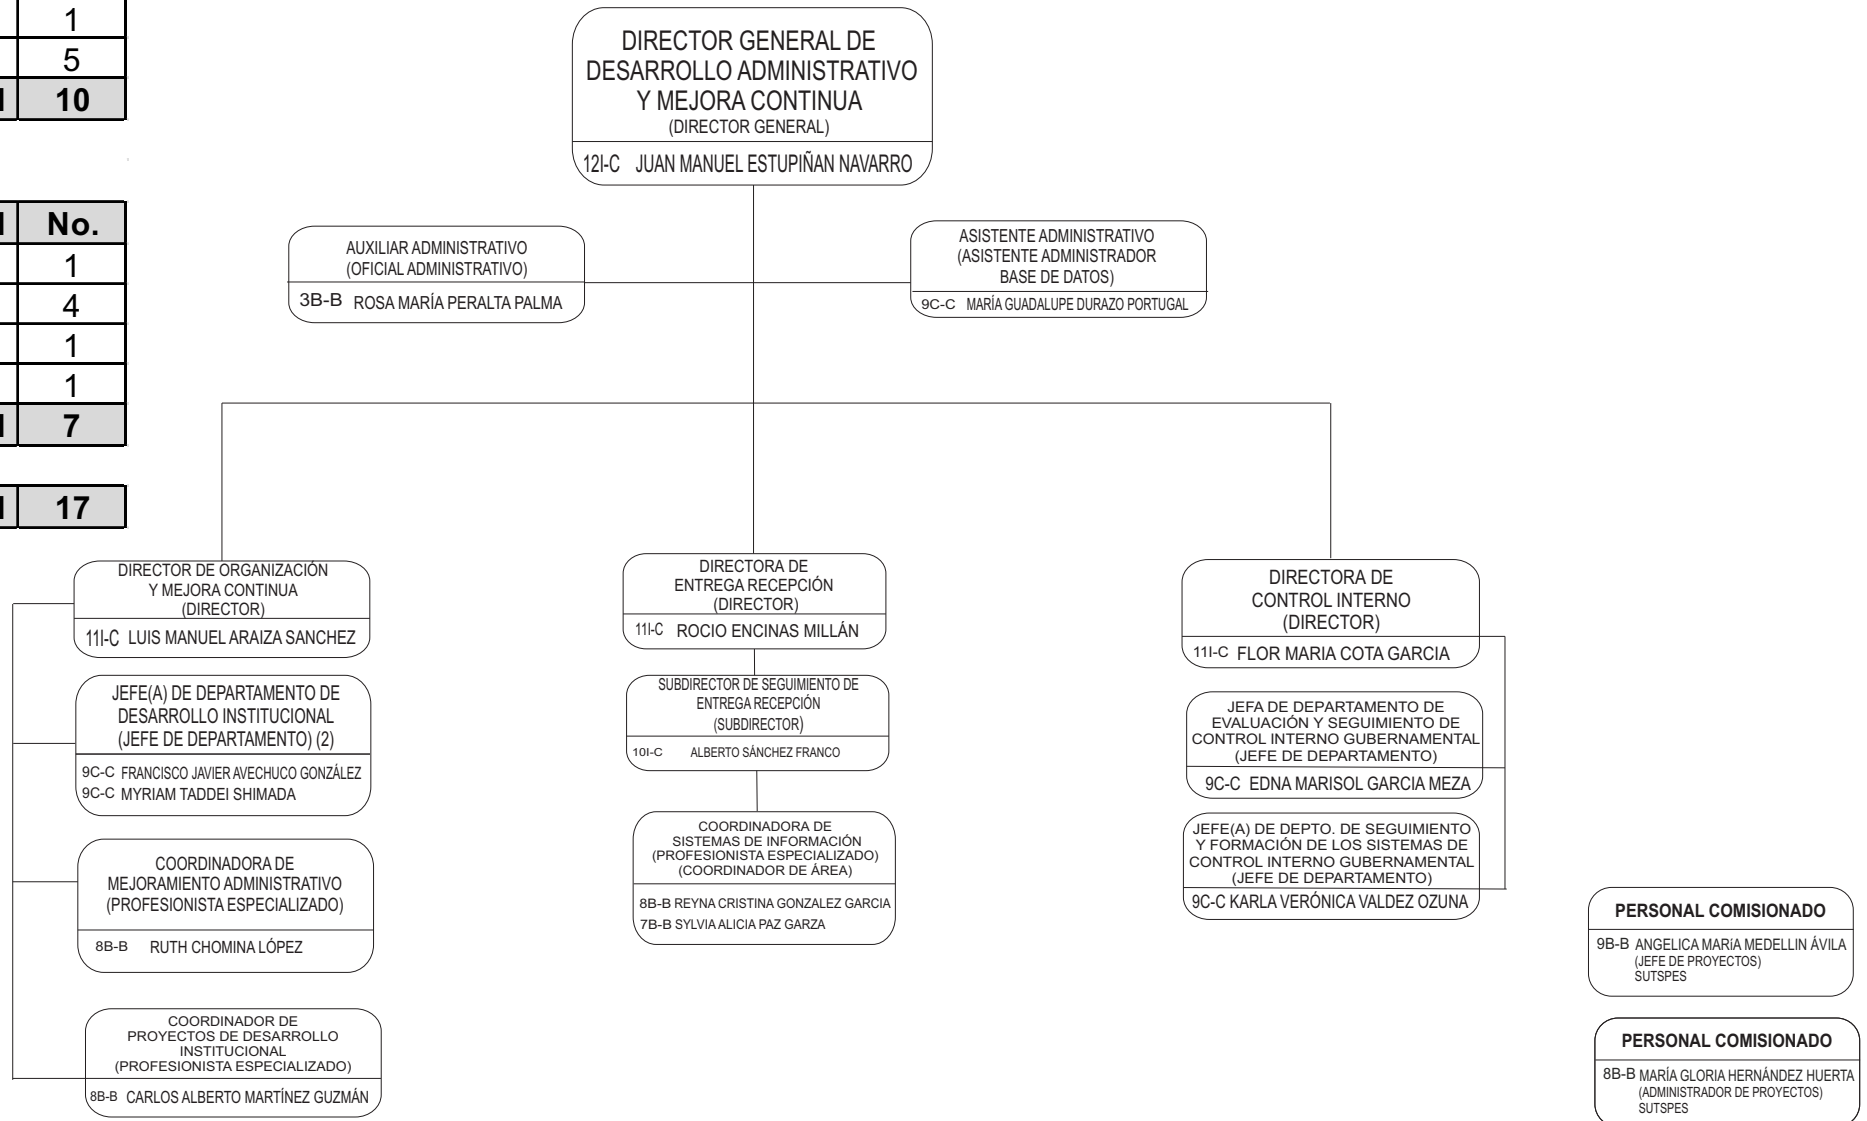 1
5
10
No.
1
4
1
1
7
17
DIRECTOR GENERAL DE
DESARROLLO ADMINISTRATIVO
Y MEJORA CONTINUA
(DIRECTOR GENERAL)
12I-C JUAN MANUEL ESTUPIÑAN NAVARRO
AUXILIAR ADMINISTRATIVO
(OFICIAL ADMINISTRATIVO)
3B-B ROSA MARÍA PERALTA PALMA
ASISTENTE ADMINISTRATIVO
(ASISTENTE ADMINISTRADOR
BASE DE DATOS)
9C-C MARÍA GUADALUPE DURAZO PORTUGAL
DIRECTOR DE ORGANIZACIÓN
Y MEJORA CONTINUA
(DIRECTOR)
11I-C LUIS MANUEL ARAIZA SANCHEZ
JEFE(A) DE DEPARTAMENTO DE
DESARROLLO INSTITUCIONAL
(JEFE DE DEPARTAMENTO) (2)
9C-C FRANCISCO JAVIER AVECHUCO GONZÁLEZ
9C-C MYRIAM TADDEI SHIMADA
COORDINADORA DE
MEJORAMIENTO ADMINISTRATIVO
(PROFESIONISTA ESPECIALIZADO)
8B-B RUTH CHOMINA LÓPEZ
COORDINADOR DE
PROYECTOS DE DESARROLLO
INSTITUCIONAL
(PROFESIONISTA ESPECIALIZADO)
8B-B CARLOS ALBERTO MARTÍNEZ GUZMÁN
DIRECTORA DE
ENTREGA RECEPCIÓN
(DIRECTOR)
11I-C ROCIO ENCINAS MILLÁN
SUBDIRECTOR DE SEGUIMIENTO DE
ENTREGA RECEPCIÓN
(SUBDIRECTOR)
10I-C ALBERTO SÁNCHEZ FRANCO
COORDINADORA DE
SISTEMAS DE INFORMACIÓN
(PROFESIONISTA ESPECIALIZADO)
(COORDINADOR DE ÁREA)
8B-B REYNA CRISTINA GONZALEZ GARCIA
7B-B SYLVIA ALICIA PAZ GARZA
DIRECTORA DE
CONTROL INTERNO
(DIRECTOR)
11I-C FLOR MARIA COTA GARCIA
JEFA DE DEPARTAMENTO DE
EVALUACIÓN Y SEGUIMIENTO DE
CONTROL INTERNO GUBERNAMENTAL
(JEFE DE DEPARTAMENTO)
9C-C EDNA MARISOL GARCIA MEZA
JEFE(A) DE DEPTO. DE SEGUIMIENTO
Y FORMACIÓN DE LOS SISTEMAS DE
CONTROL INTERNO GUBERNAMENTAL
(JEFE DE DEPARTAMENTO)
9C-C KARLA VERÓNICA VALDEZ OZUNA
PERSONAL COMISIONADO
9B-B ANGELICA MARíA MEDELLIN ÁVILA
(JEFE DE PROYECTOS)
SUTSPES
PERSONAL COMISIONADO
8B-B MARÍA GLORIA HERNÁNDEZ HUERTA
(ADMINISTRADOR DE PROYECTOS)
SUTSPES